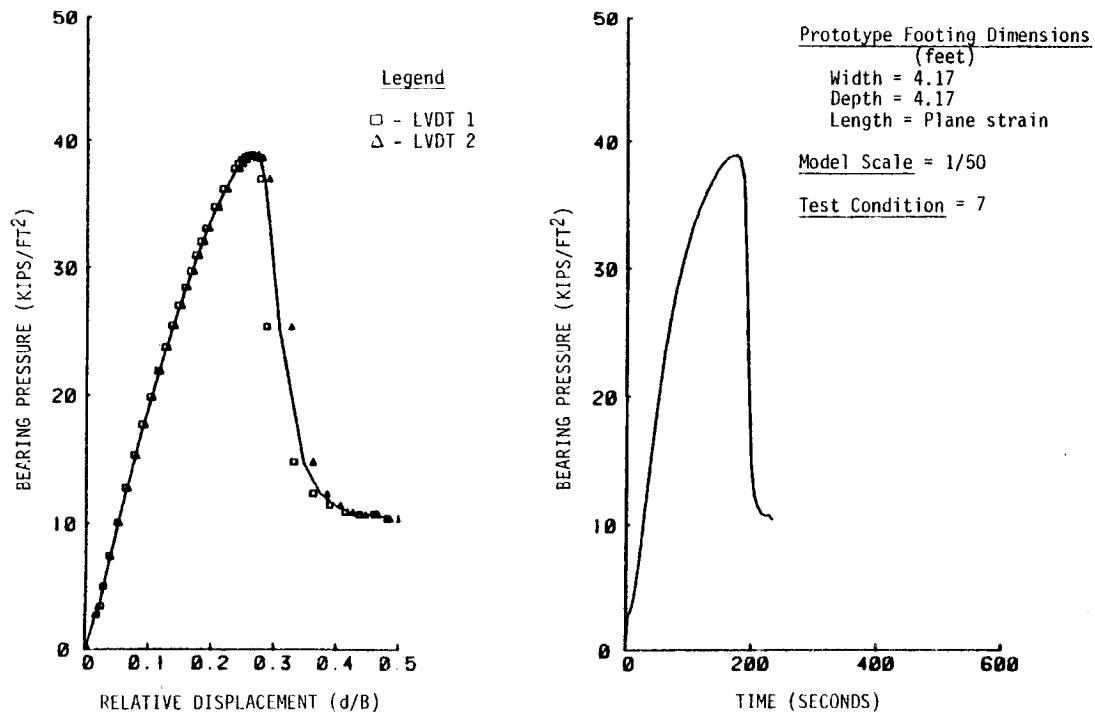 50
40
30
20
10
0
BEARING PRESSURE (KIPS/FT²)
Legend
□ - LVDT 1
△ - LVDT 2
0 0.1 0.2 0.3 0.4 0.5
RELATIVE DISPLACEMENT (d/B)
50
40
30
20
10
0
BEARING PRESSURE (KIPS/FT²)
Prototype Footing Dimensions
(feet)
Width = 4.17
Depth = 4.17
Length = Plane strain
Model Scale = 1/50
Test Condition = 7
0 200 400 600
TIME (SECONDS)